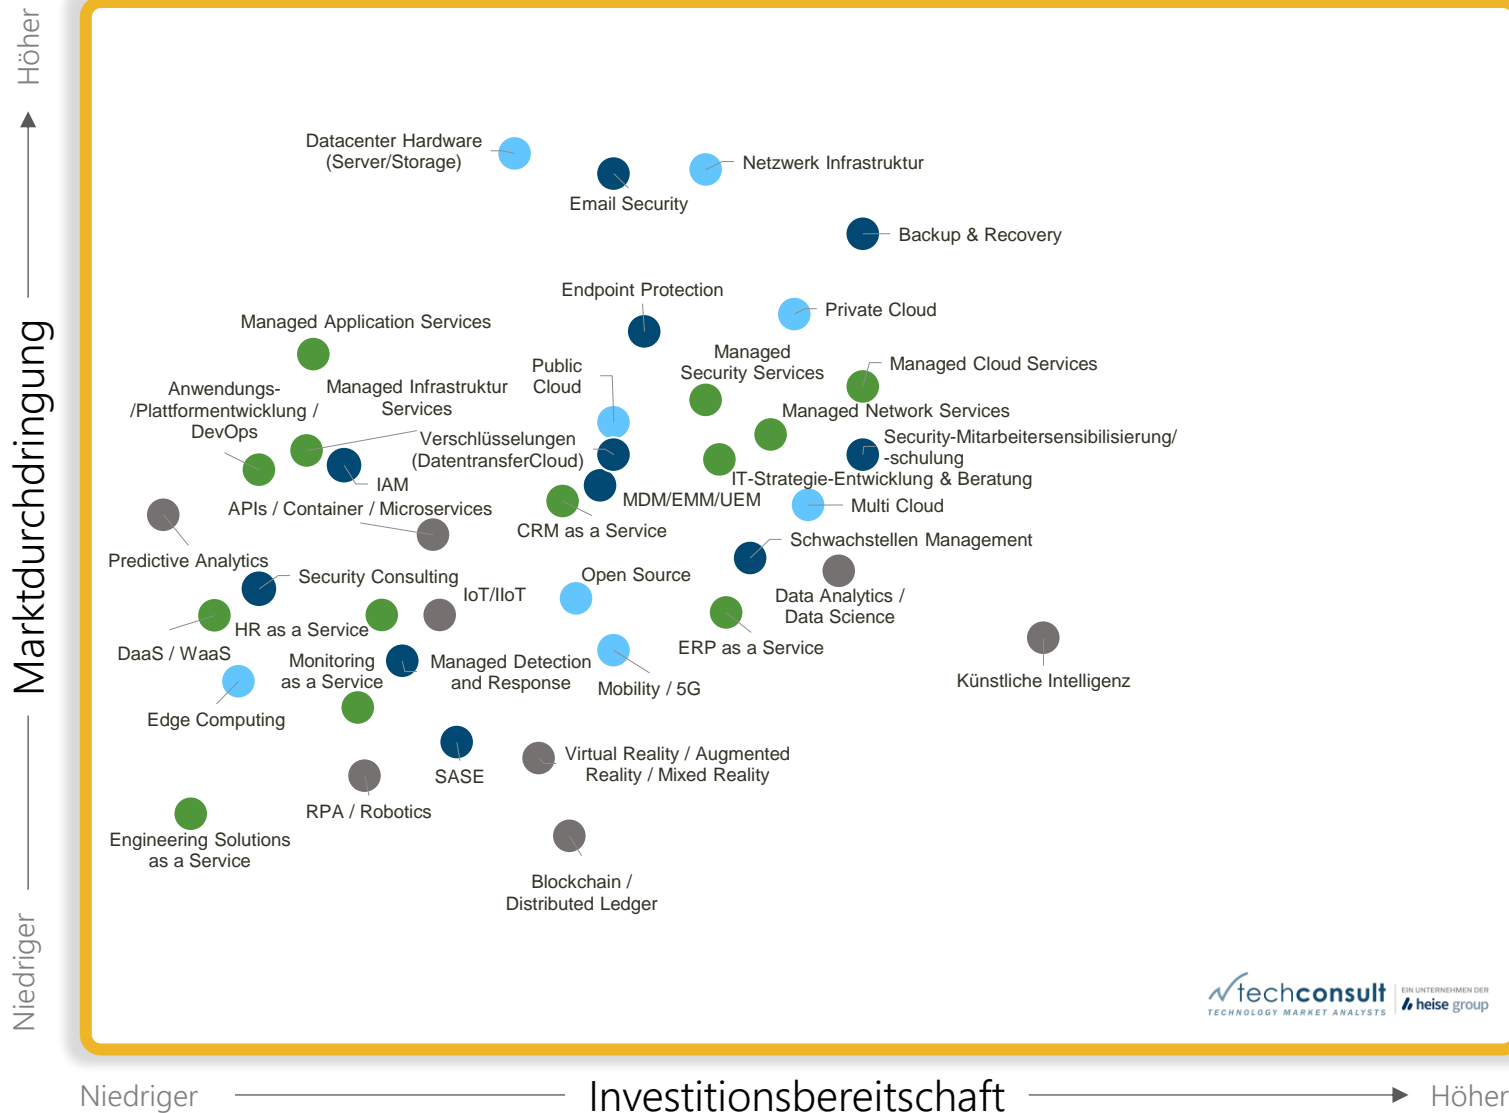 Höher
Marktdurchdringung
Niedriger
Datacenter Hardware
(Server/Storage)
Email Security
Netzwerk Infrastruktur
Backup & Recovery
Endpoint Protection
Private Cloud
Managed Application Services
Public
Cloud
Managed
Security Services
Managed Cloud Services
Anwendungs-
/Plattformentwicklung /
DevOps
Managed Infrastruktur
Services
Managed Network Services
Verschlüsselungen
(DatentransferCloud)
Security-Mitarbeitersensibilisierung/
-schulung
IAM
IT-Strategie-Entwicklung & Beratung
MDM/EMM/UEM
Multi Cloud
APIs / Container / Microservices
CRM as a Service
Schwachstellen Management
Predictive Analytics
Security Consulting
Open Source
IoT/IIoT
Data Analytics /
Data Science
HR as a Service
DaaS / WaaS
ERP as a Service
Monitoring
as a Service
Managed Detection
and Response
Mobility / 5G
Künstliche Intelligenz
Edge Computing
SASE
Virtual Reality / Augmented
Reality / Mixed Reality
RPA / Robotics
Engineering Solutions
as a Service
Blockchain /
Distributed Ledger
techconsult
TECHNOLOGY MARKET ANALYSTS
EIN UNTERNEHMEN DER
heise group
Niedriger
Investitionsbereitschaft
Höher